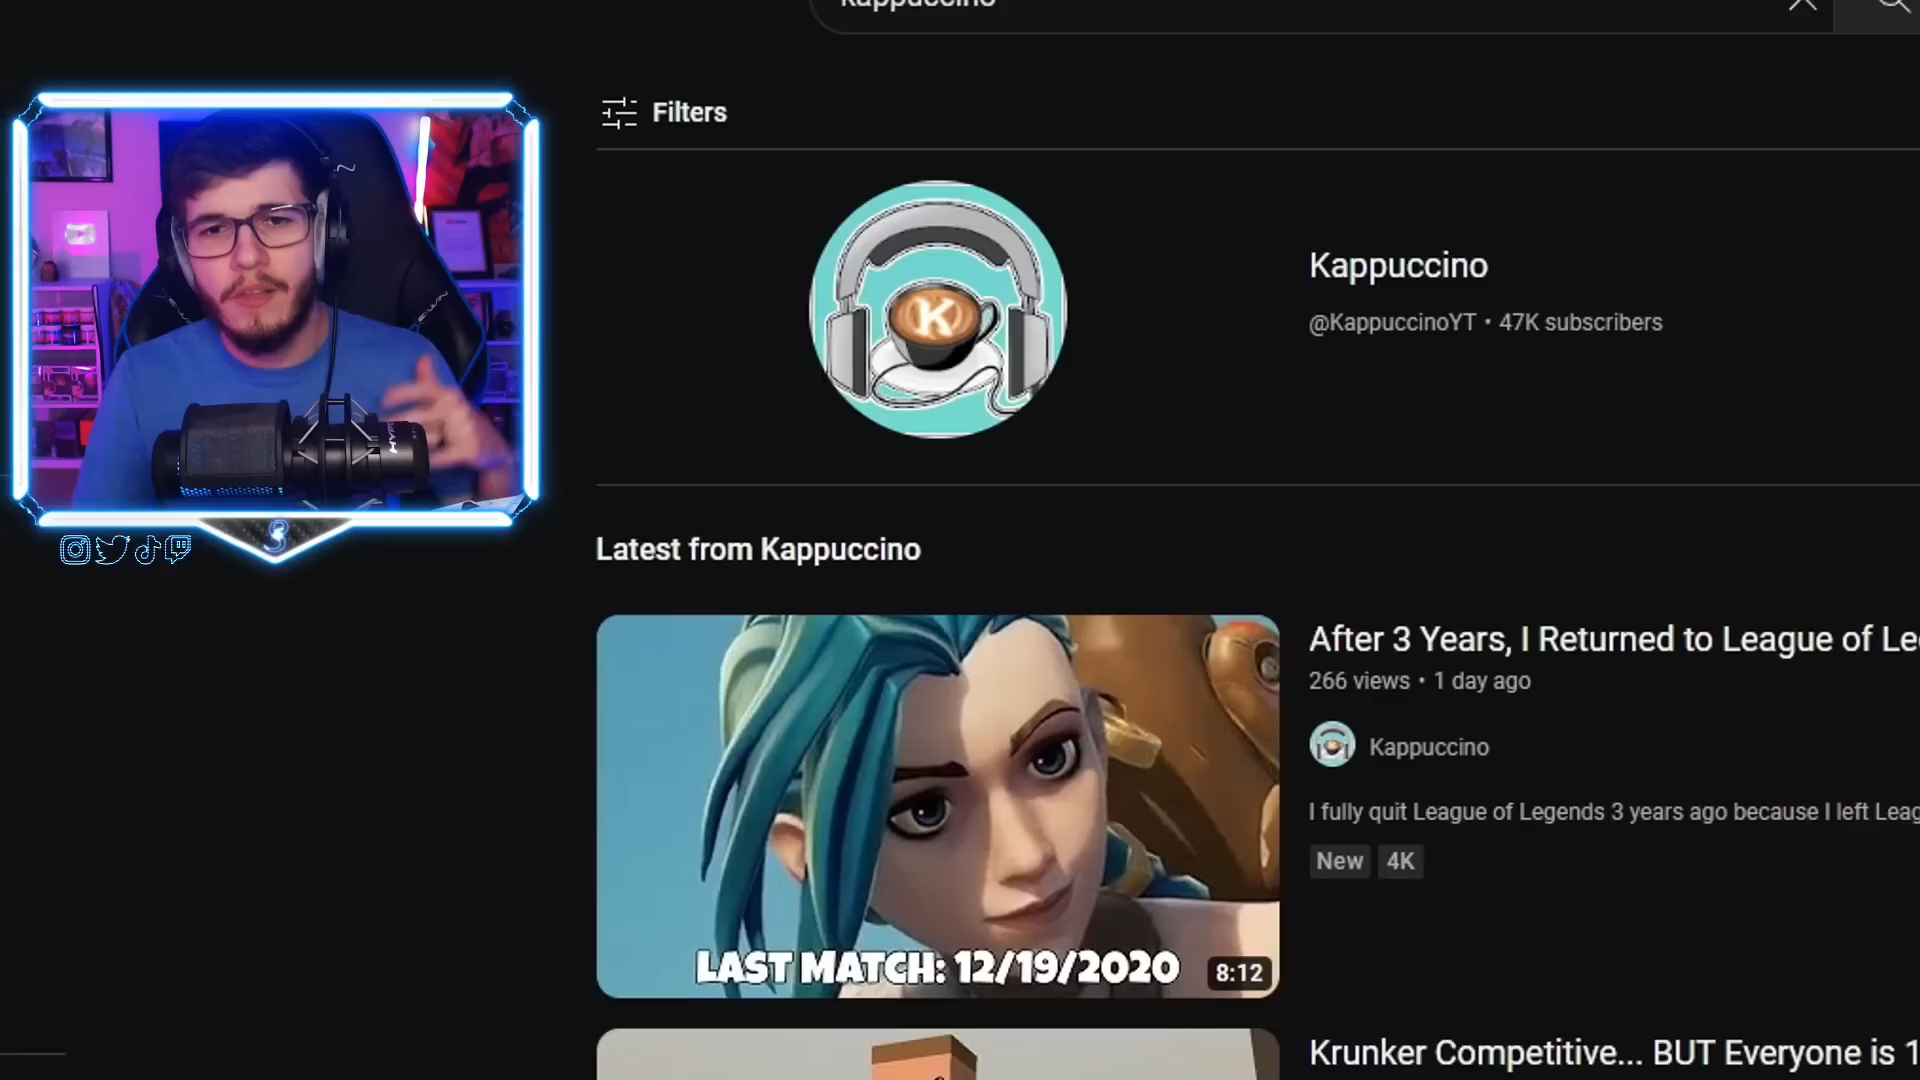 kappuccino
Filters
K
Kappuccino
@KappuccinoYT • 47K subscribers
Latest from Kappuccino
After 3 Years, I Returned to League of Le
266 views • 1 day ago
Kappuccino
I fully quit League of Legends 3 years ago because I left Leag
New 4K
LAST MATCH: 12/19/2020
8:12
Krunker Competitive... BUT Everyone is 1